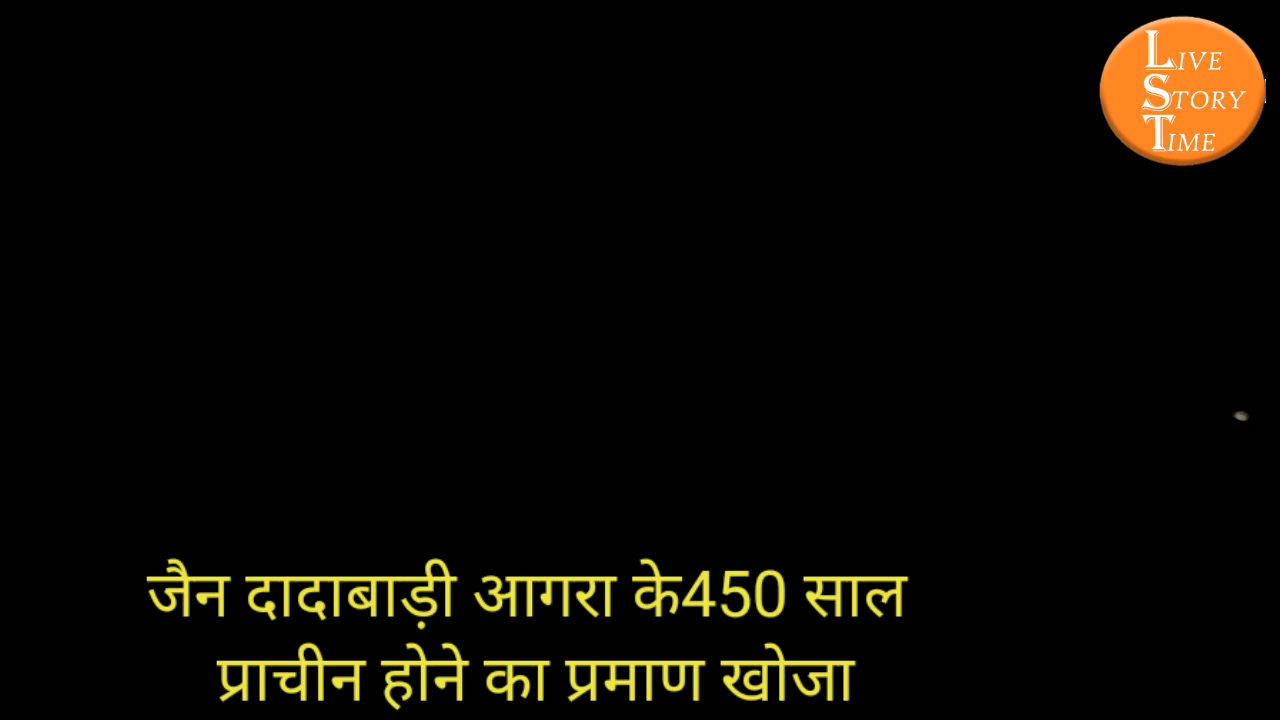 LIVE
STORY
TIME
जैन दादाबाड़ी आगरा के450 साल
प्राचीन होने का प्रमाण खोजा